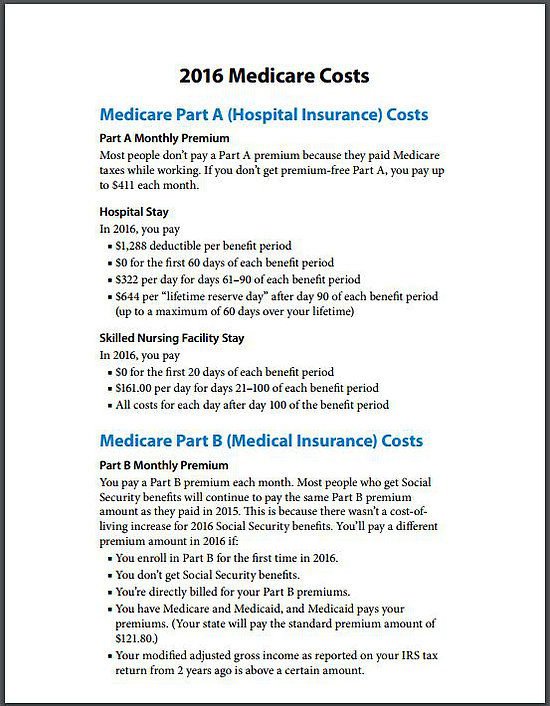 2016 Medicare Costs
Medicare Part A (Hospital Insurance) Costs
Part A Monthly Premium
Most people don’t pay a Part A premium because they paid Medicare
taxes while working. If you don’t get premium-free Part A, you pay up
to $411 each month.
Hospital Stay
In 2016, you pay
▪ $1,288 deductible per benefit period
▪ $0 for the first 60 days of each benefit period
▪ $322 per day for days 61–90 of each benefit period
▪ $644 per “lifetime reserve day” after day 90 of each benefit period
(up to a maximum of 60 days over your lifetime)
Skilled Nursing Facility Stay
In 2016, you pay
▪ $0 for the first 20 days of each benefit period
▪ $161.00 per day for days 21–100 of each benefit period
▪ All costs for each day after day 100 of the benefit period
Medicare Part B (Medical Insurance) Costs
Part B Monthly Premium
You pay a Part B premium each month. Most people who get Social
Security benefits will continue to pay the same Part B premium
amount as they paid in 2015. This is because there wasn’t a cost-of-
living increase for 2016 Social Security benefits. You’ll pay a different
premium amount in 2016 if:
▪ You enroll in Part B for the first time in 2016.
▪ You don’t get Social Security benefits.
▪ You’re directly billed for your Part B premiums.
▪ You have Medicare and Medicaid, and Medicaid pays your
premiums. (Your state will pay the standard premium amount of
$121.80.)
▪ Your modified adjusted gross income as reported on your IRS tax
return from 2 years ago is above a certain amount.